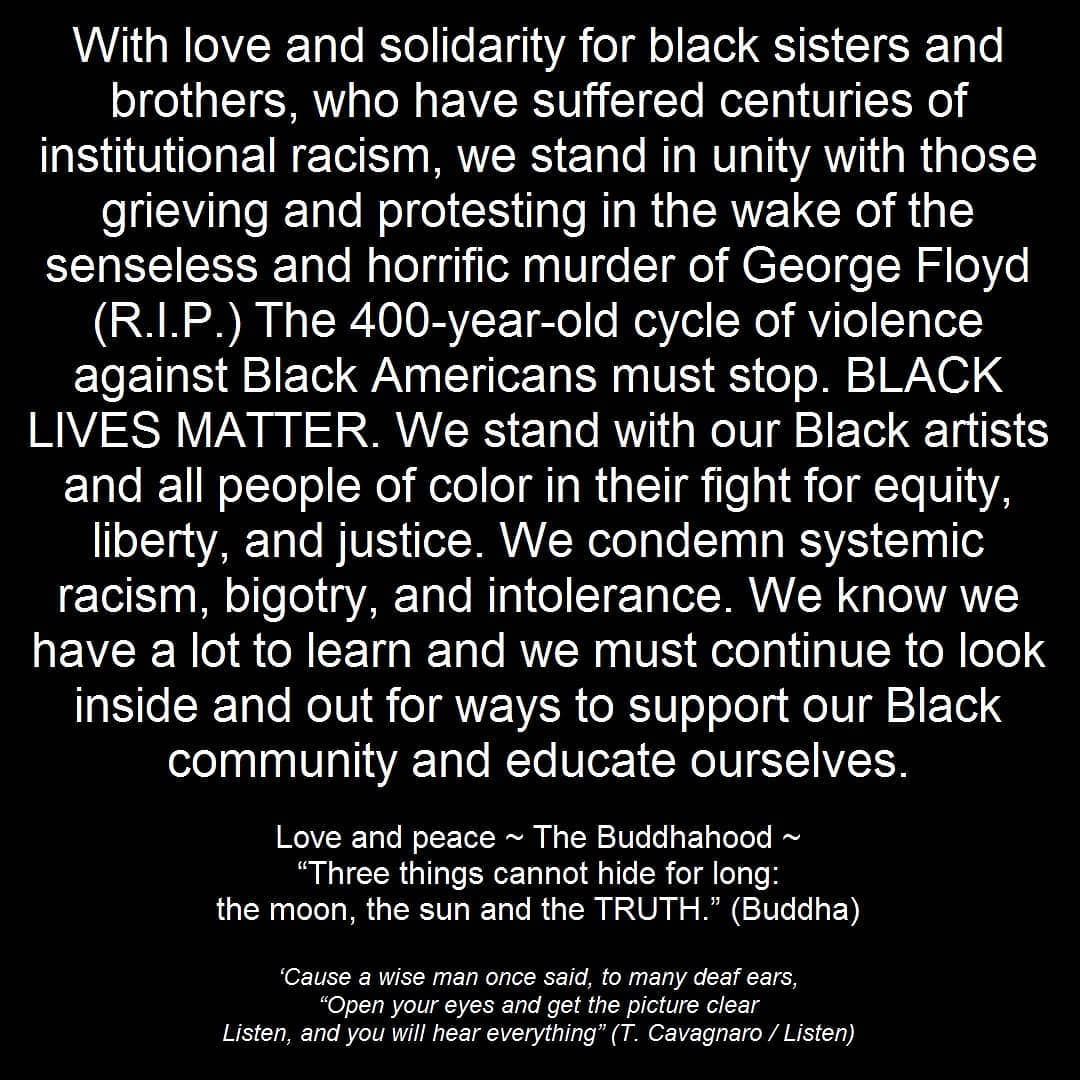 With love and solidarity for black sisters and
brothers, who have suffered centuries of
institutional racism, we stand in unity with those
grieving and protesting in the wake of the
senseless and horrific murder of George Floyd
(R.I.P.) The 400-year-old cycle of violence
against Black Americans must stop. BLACK
LIVES MATTER. We stand with our Black artists
and all people of color in their fight for equity,
liberty, and justice. We condemn systemic
racism, bigotry, and intolerance. We know we
have a lot to learn and we must continue to look
inside and out for ways to support our Black
community and educate ourselves.
Love and peace ~ The Buddhahood ~
“Three things cannot hide for long:
the moon, the sun and the TRUTH.” (Buddha)
‘Cause a wise man once said, to many deaf ears,
“Open your eyes and get the picture clear
Listen, and you will hear everything” (T. Cavagnaro / Listen)